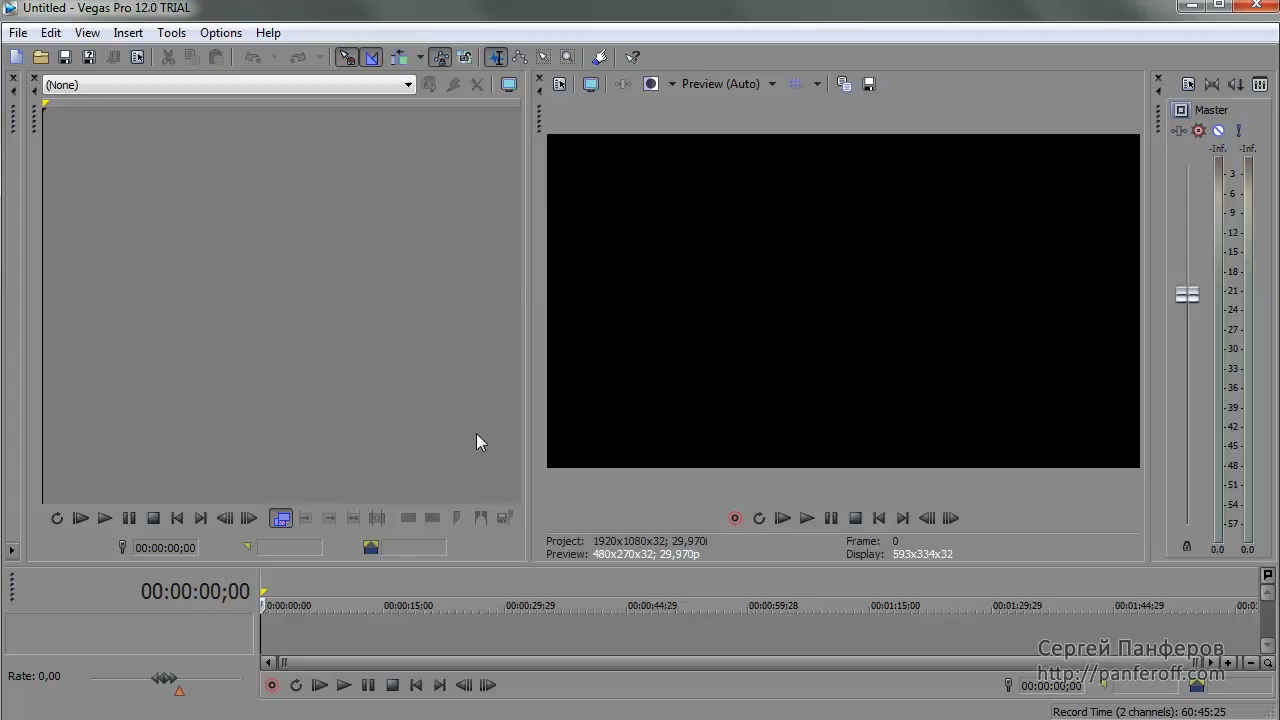 Untitled - Vegas Pro 12.0 TRIAL
File Edit View Insert Tools Options Help
(None)
Preview (Auto)
Master
-Inf. -Inf.
3
6
9
12
15
18
21
24
27
30
33
36
39
42
45
48
51
54
57
0,0 0,0
00:00:00;00
Project: 1920x1080x32; 29,970i
Frame: 0
Preview: 480x270x32; 29,970p
Display: 593x334x32
00:00:00;00
0:00:00;00 00:00:15;00 00:00:29;29 00:00:44;29 00:00:59;28 00:01:15;00 00:01:29;29 00:01:44;29
Rate: 0,00
Сергей Панферов
http://panferoff.com
00:00:00;00
Record Time (2 channels): 60:45:25